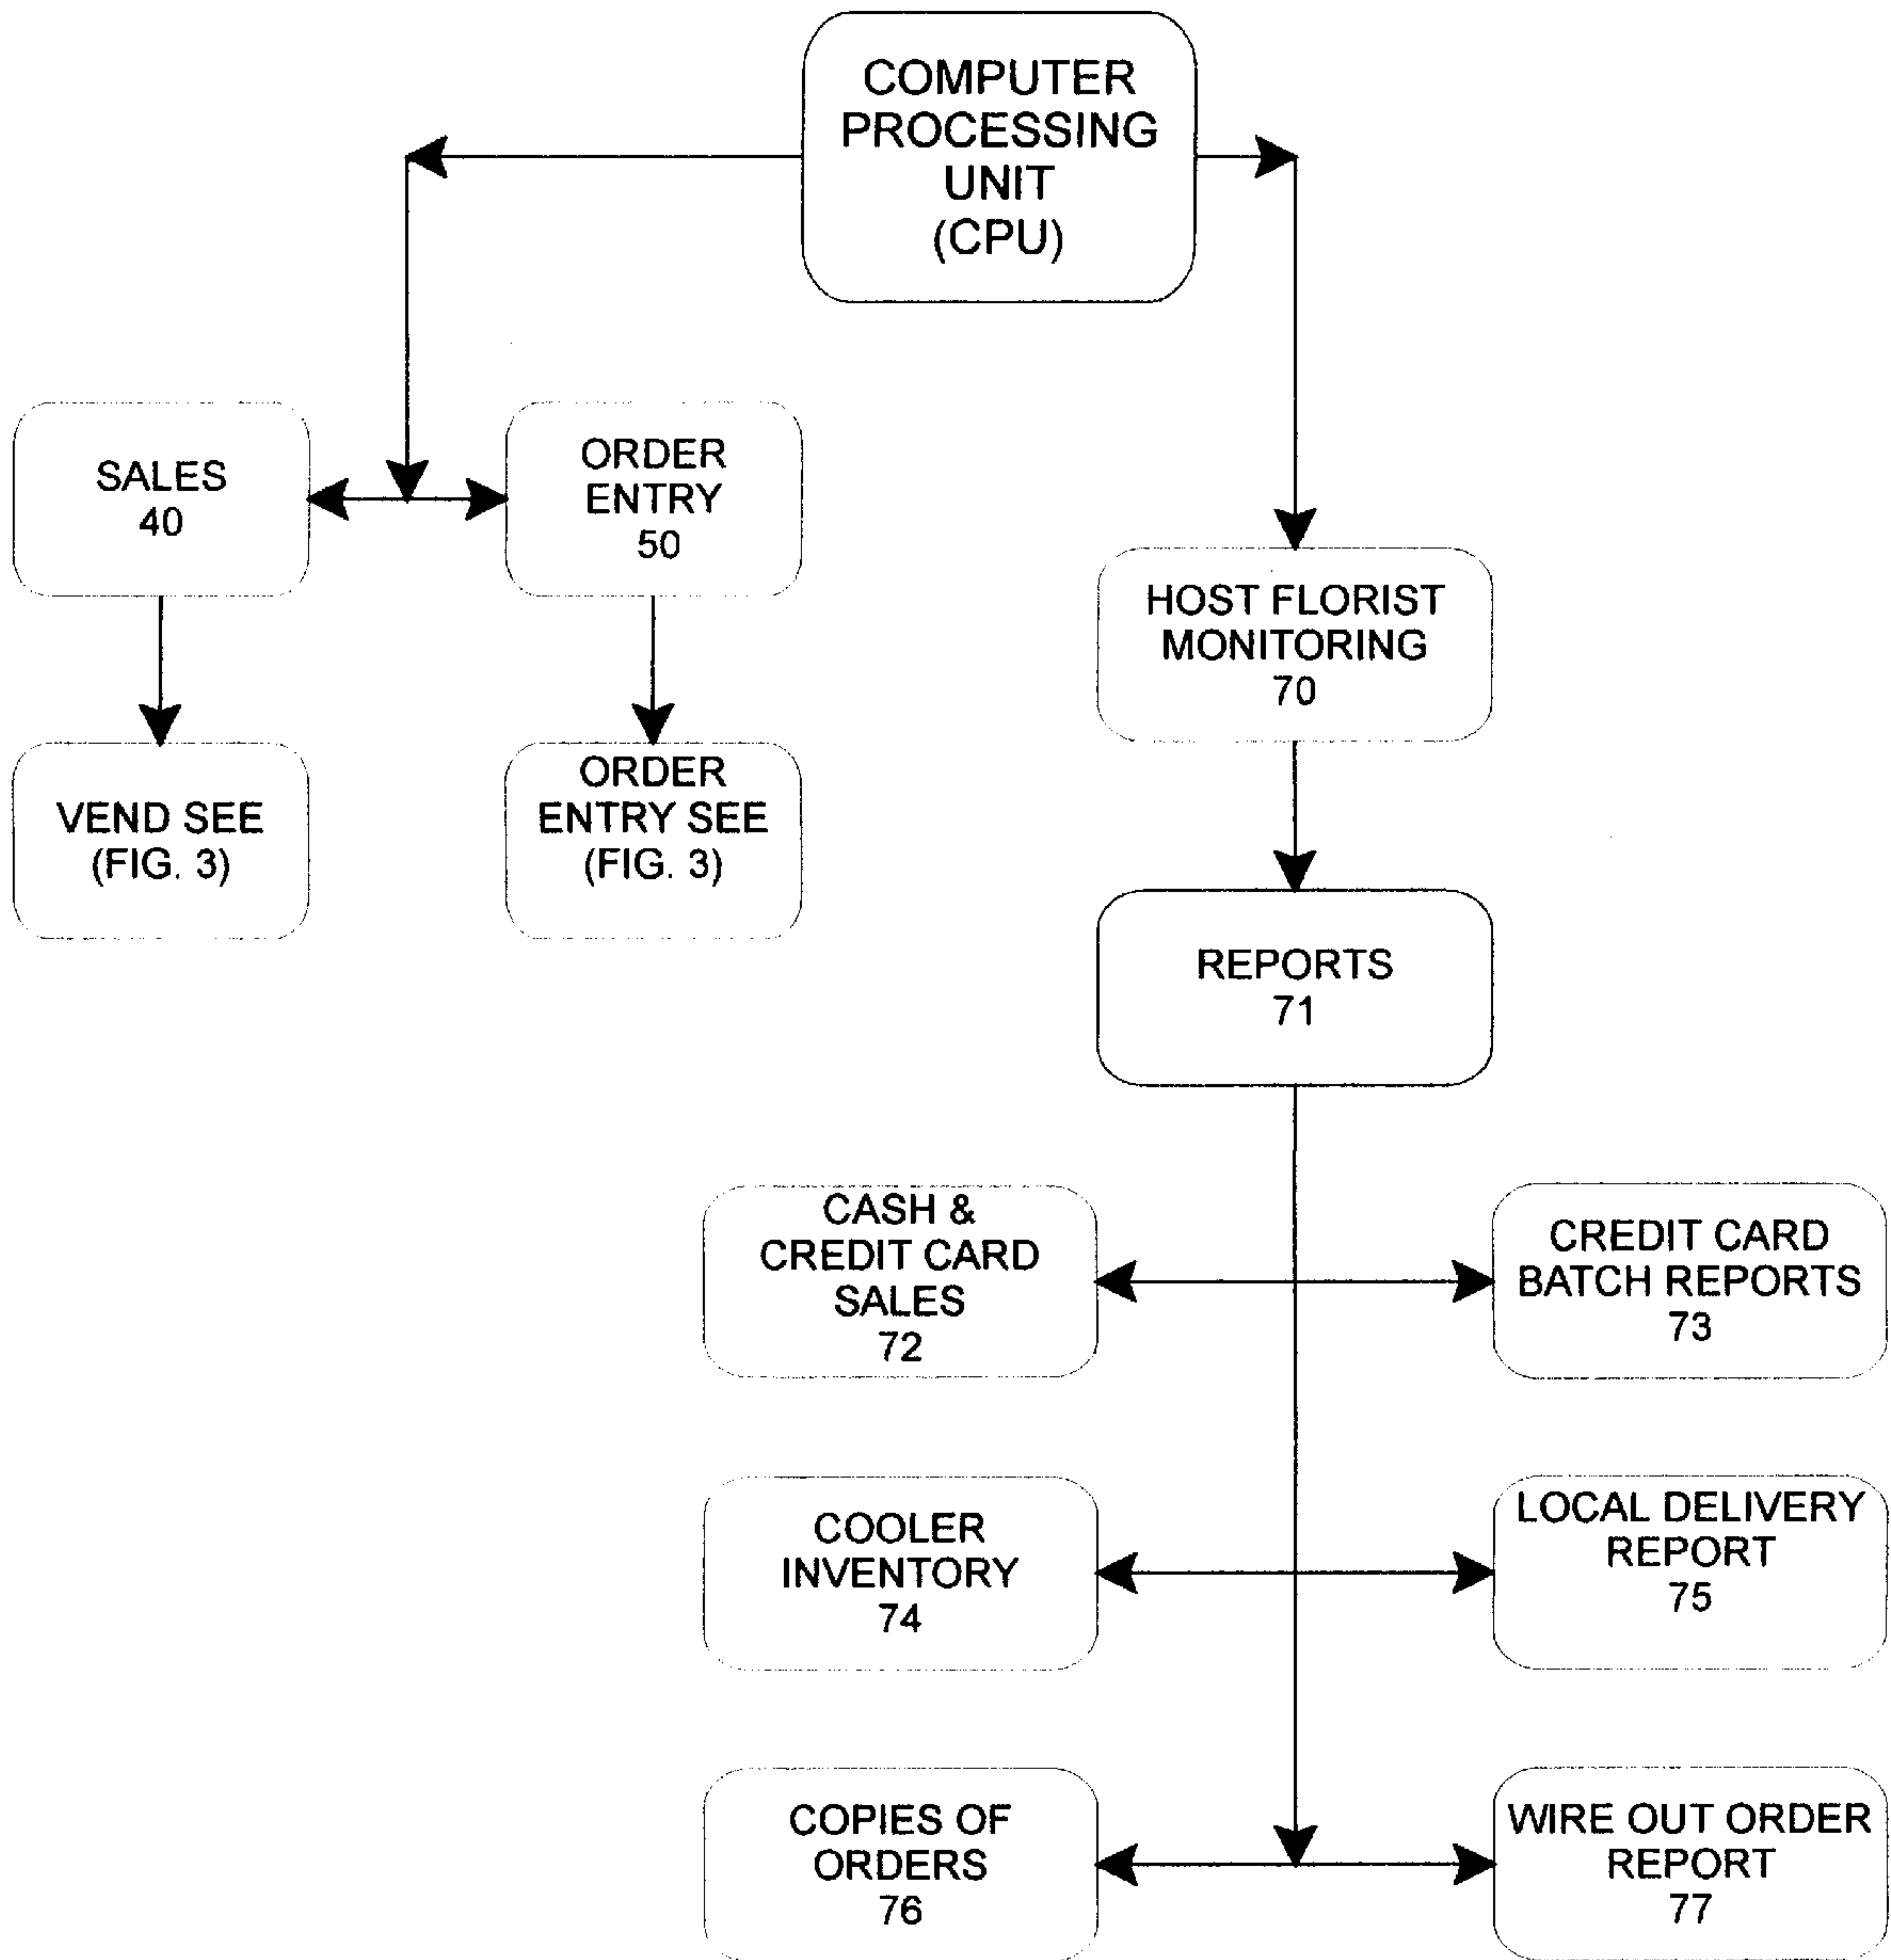 COMPUTER
PROCESSING
UNIT
(CPU)
SALES
40
ORDER
ENTRY
50
HOST FLORIST
MONITORING
70
VEND SEE
(FIG. 3)
ORDER
ENTRY SEE
(FIG. 3)
REPORTS
71
CASH &
CREDIT CARD
SALES
72
CREDIT CARD
BATCH REPORTS
73
COOLER
INVENTORY
74
LOCAL DELIVERY
REPORT
75
COPIES OF
ORDERS
76
WIRE OUT ORDER
REPORT
77